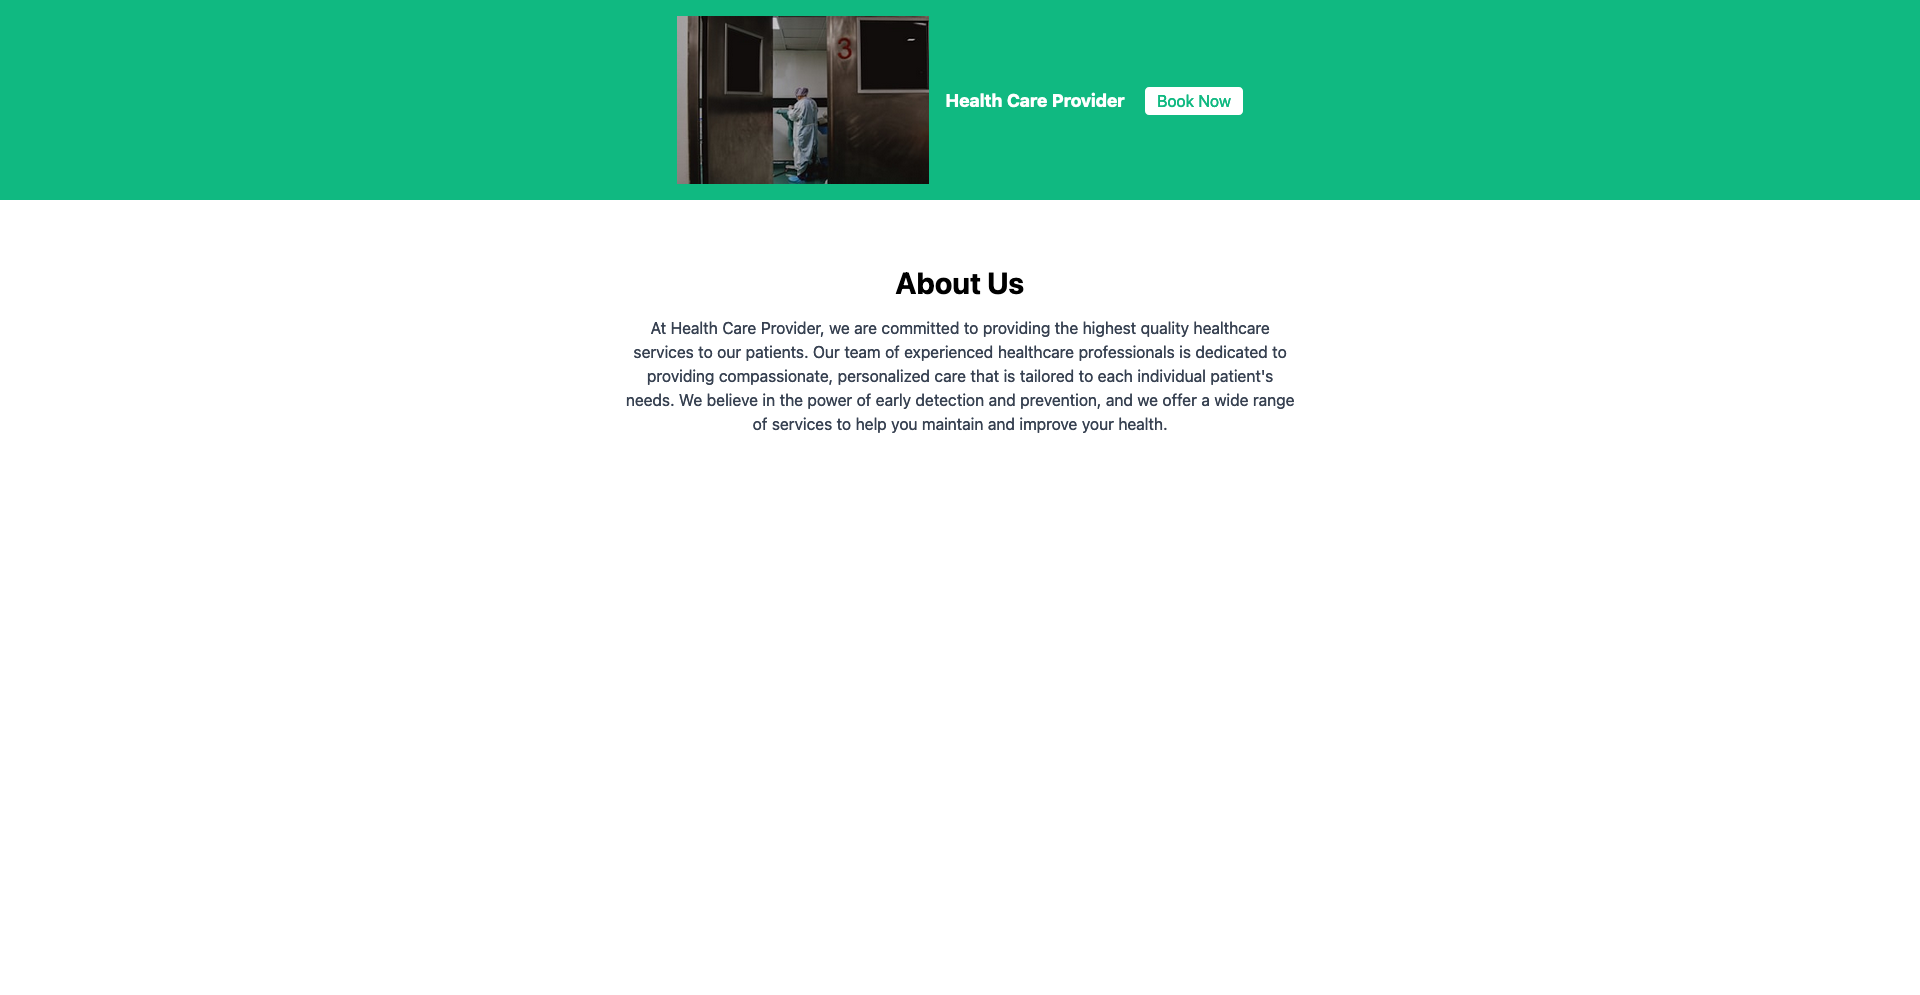 3
Health Care Provider
Book Now
About Us
At Health Care Provider, we are committed to providing the highest quality healthcare
services to our patients. Our team of experienced healthcare professionals is dedicated to
providing compassionate, personalized care that is tailored to each individual patient's
needs. We believe in the power of early detection and prevention, and we offer a wide range
of services to help you maintain and improve your health.